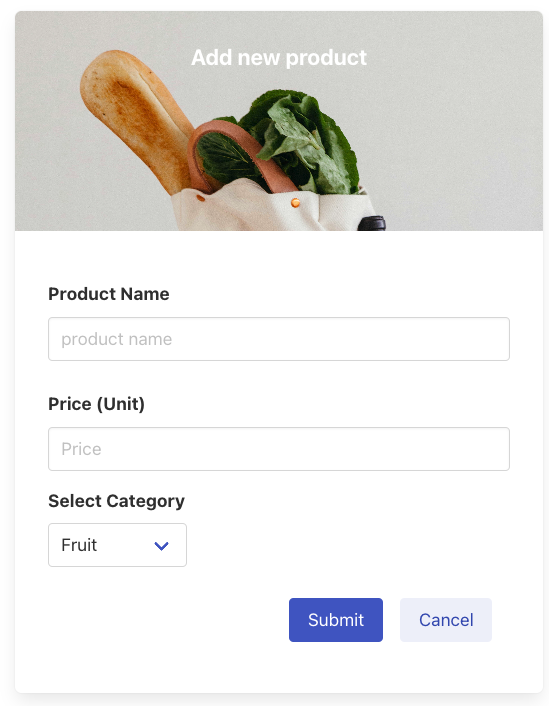 Add new product
Product Name
product name
Price (Unit)
Price
Select Category
Fruit
Submit Cancel